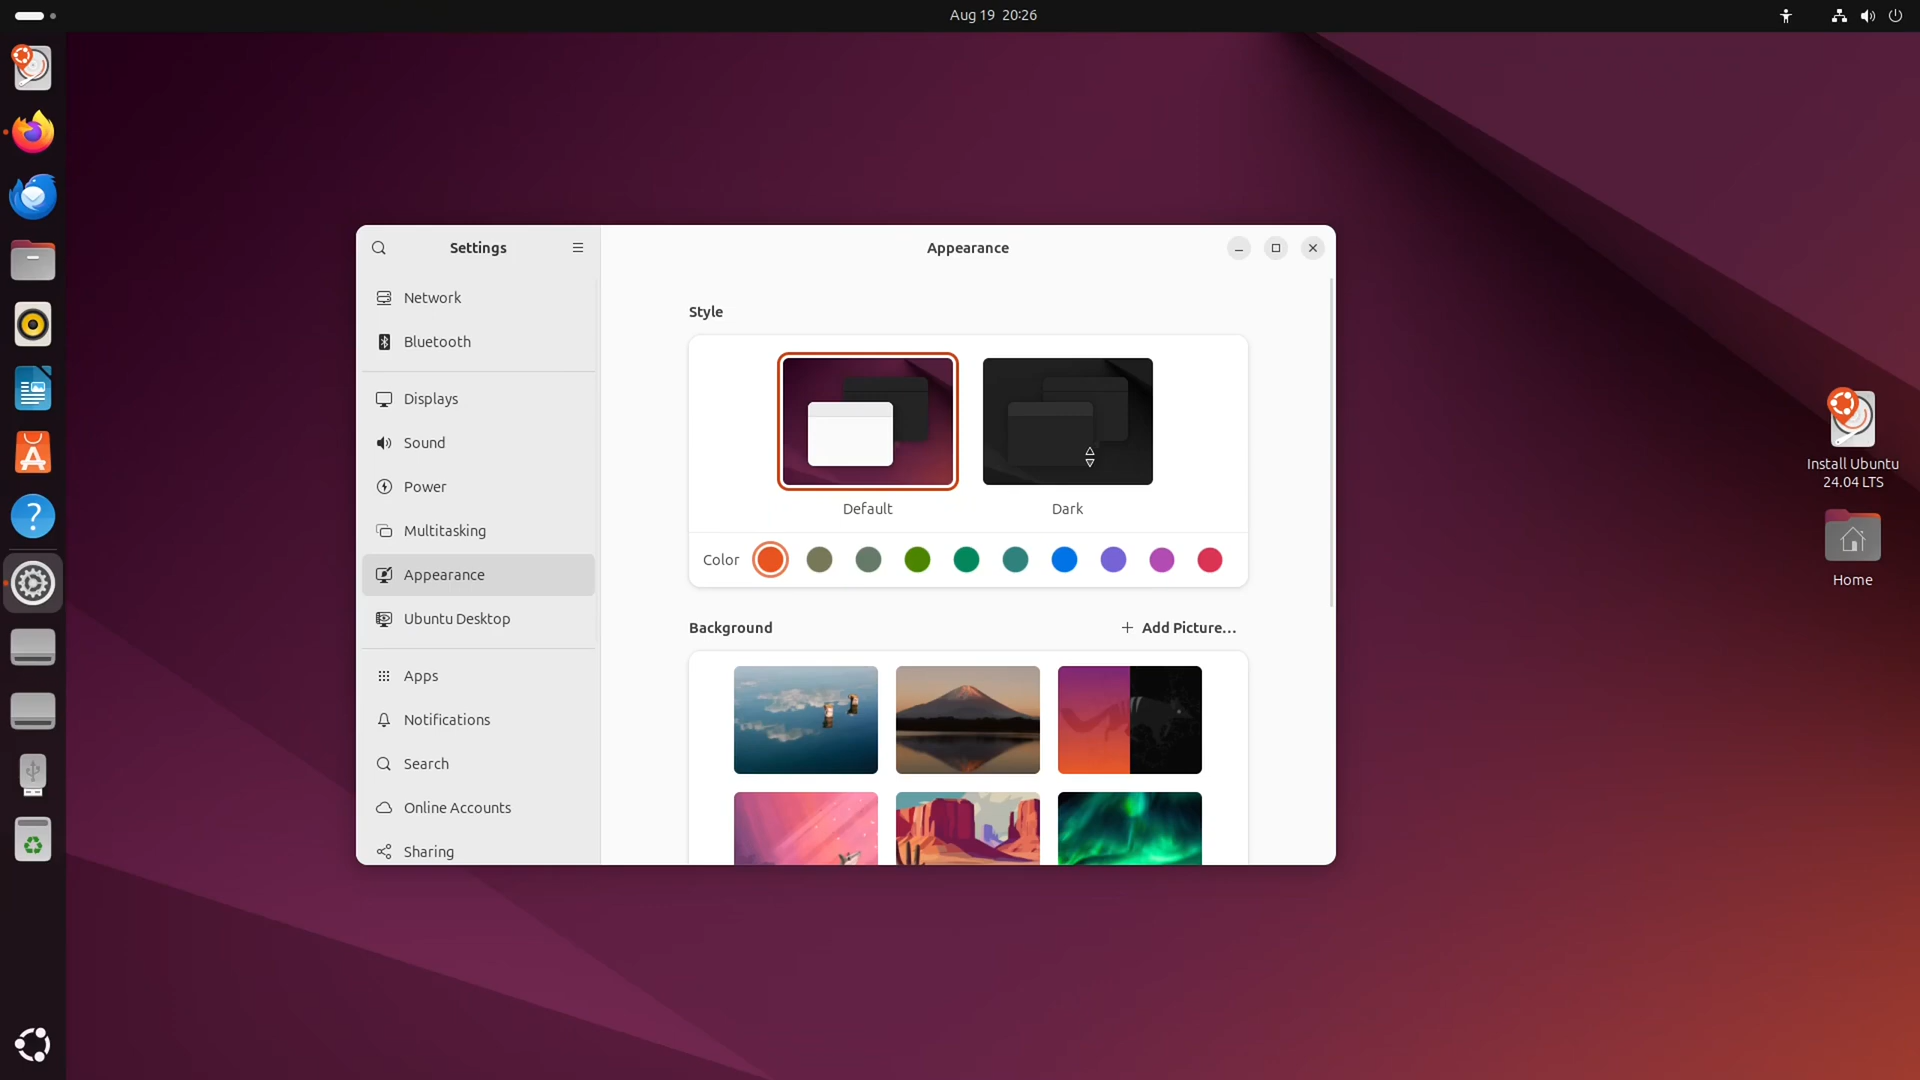 Aug 19 20:26
Settings
Appearance
Network
Bluetooth
Displays
Sound
Power
Multitasking
Appearance
Ubuntu Desktop
Apps
Notifications
Search
Online Accounts
Sharing
Style
Default
Dark
Color
Background
+ Add Picture...
Install Ubuntu
24.04 LTS
Home